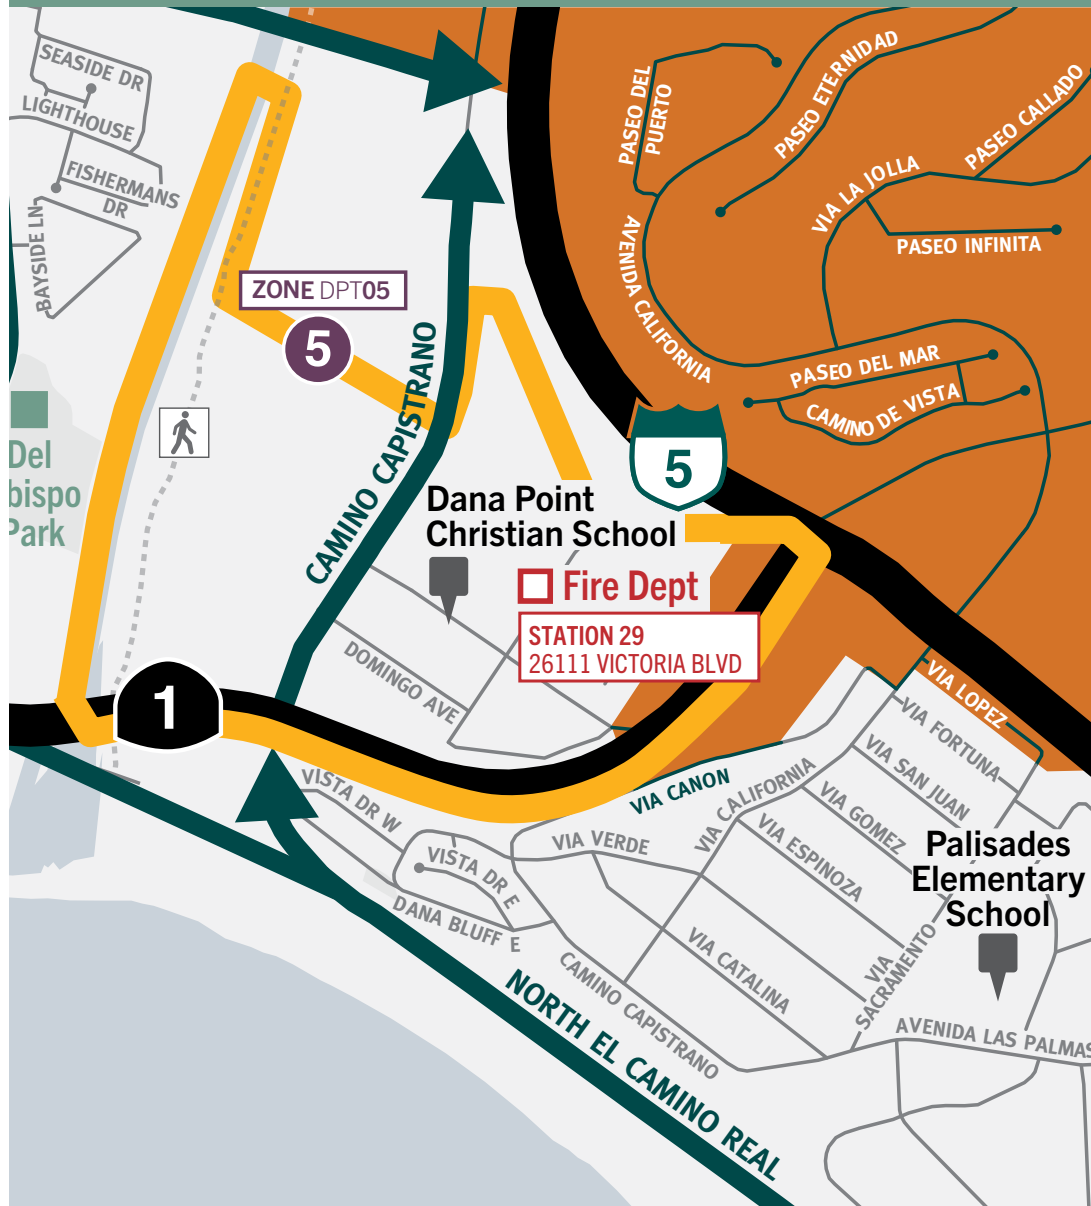 SEASIDE DR
LIGHTHOUSE
FISHERMANS
DR
BAYSIDE LN
PASEO DEL
PUERTO
PASEO ETERNIDAD
PASEO CALLADO
VIA LA JOLLA
PASEO INFINITA
AVENIDA CALIFORNIA
ZONE DPT05
5
PASEO DEL MAR
CAMINO DE VISTA
CAMINO CAPISTRANO
5
Del
bispo
Park
Dana Point
Christian School
Fire Dept
STATION 29
26111 VICTORIA BLVD
DOMINGO AVE
1
VIA LOPEZ
VIA FORTUNA
VIA SAN JUAN
VIA CANON
VIA CALIFORNIA
VIA GOMEZ
VISTA DR W
VIA VERDE
VIA ESPINOZA
VISTA DR E
DANA BLUFF E
Palisades
Elementary
School
VIA CATALINA
VIA
SACRAMENTO
CAMINO CAPISTRANO
NORTH EL CAMINO REAL
AVENIDA LAS PALMAS